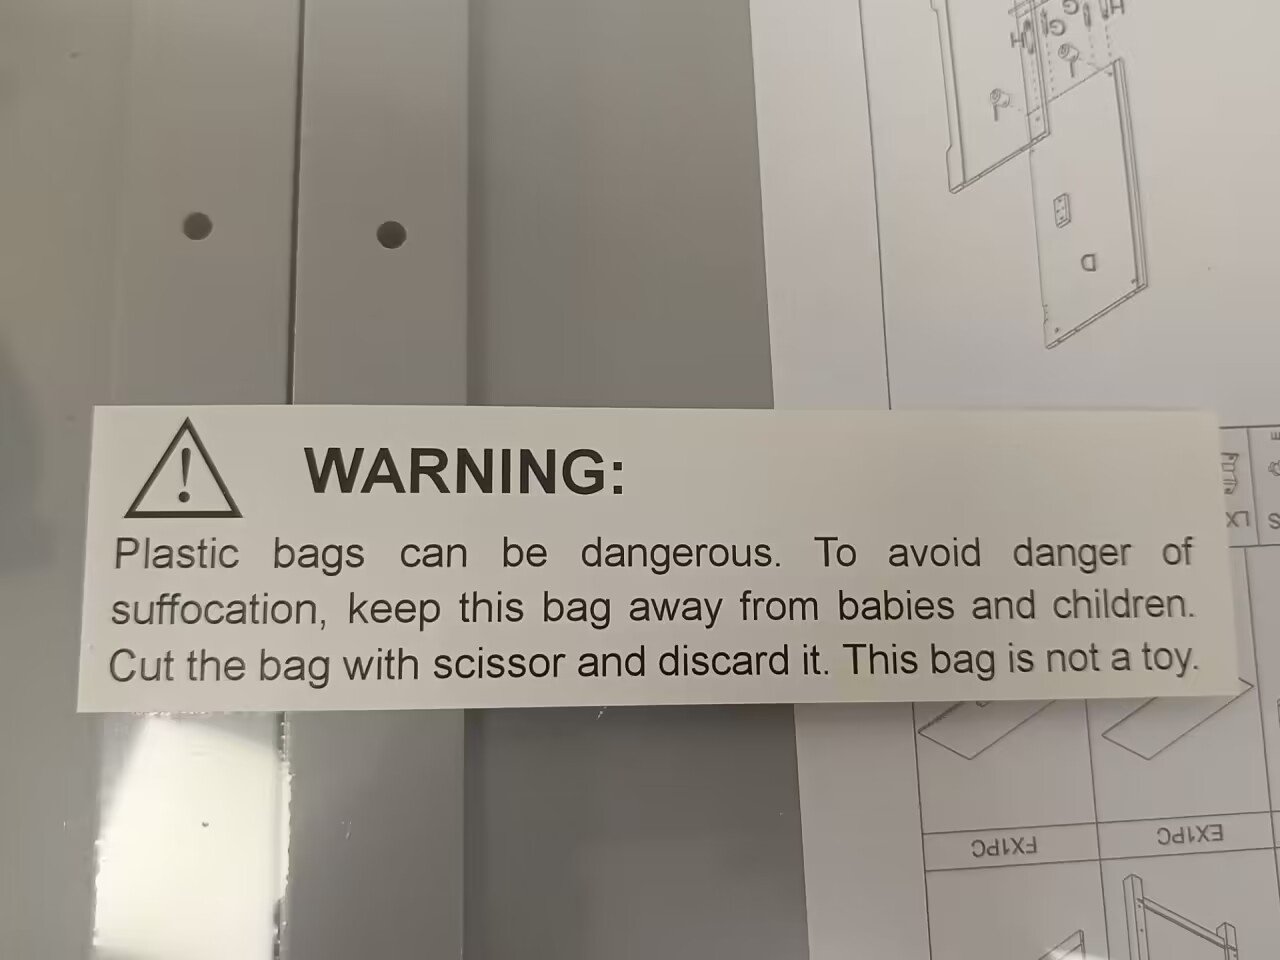 H
G
G
H
D
!
WARNING:
Plastic bags can be dangerous. To avoid danger of
suffocation, keep this bag away from babies and children.
Cut the bag with scissor and discard it. This bag is not a toy.
FX1PC
EX1PC